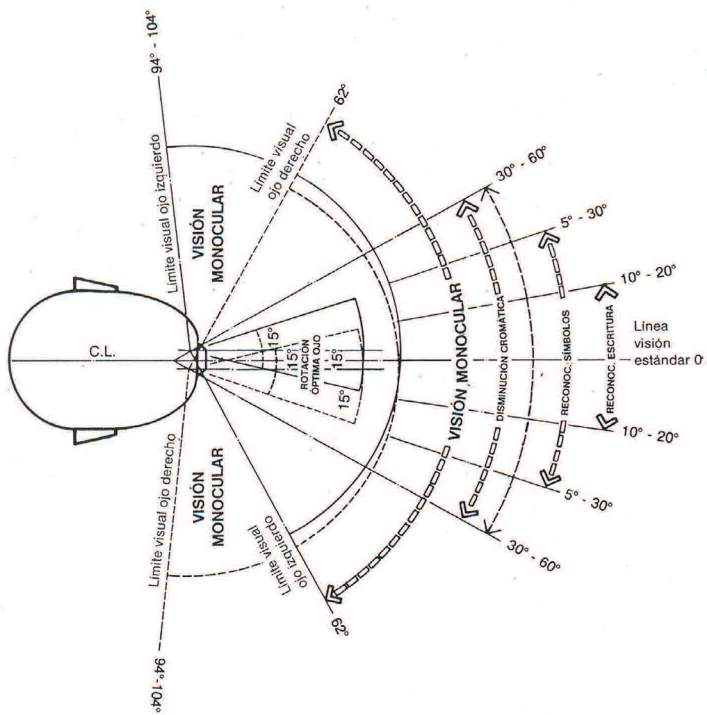 94° - 104°
Límite visual ojo izquierdo
VISIÓN
MONOCULAR
Límite visual
ojo derecho
62°
30° - 60°
5° - 30°
10° - 20°
C.L.
15°
15°
15°
15°
ROTACIÓN
ÓPTIMA OJO
VISIÓN MONOCULAR
DISMINUCIÓN CROMÁTICA
RECONOC. SÍMBOLOS
RECONOC. ESCRITURA
Línea
visión
estándar 0°
10° - 20°
5° - 30°
30° - 60°
Límite visual ojo derecho
VISIÓN
MONOCULAR
Límite visual
ojo izquierdo
62°
94°-104°